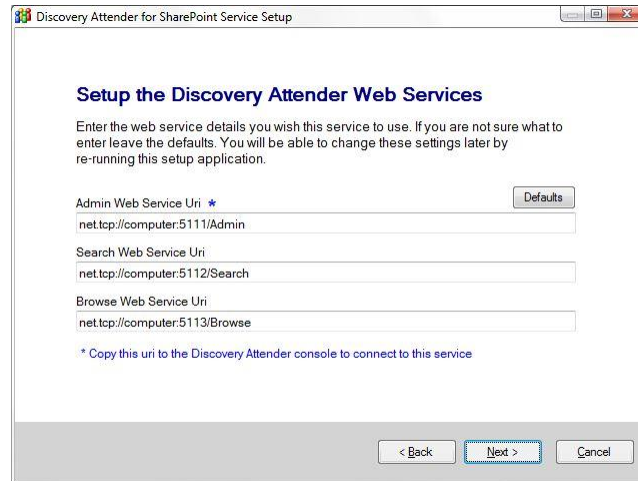 Discovery Attender for SharePoint Service Setup
Setup the Discovery Attender Web Services
Enter the web service details you wish this service to use. If you are not sure what to
enter leave the defaults. You will be able to change these settings later by
re-running this setup application.
Admin Web Service Uri *
Defaults
net.tcp://computer:5111/Admin
Search Web Service Uri
net.tcp://computer:5112/Search
Browse Web Service Uri
net.tcp://computer:5113/Browse
* Copy this uri to the Discovery Attender console to connect to this service
< Back
Next >
Cancel